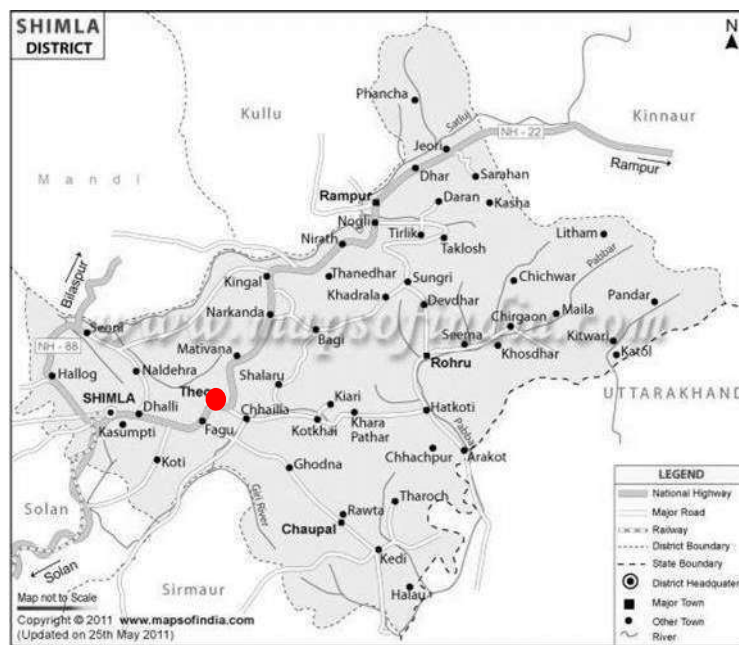 SHIMLA
DISTRICT
N
Phancha
Kullu
Kinnaur
Satluj
NH - 22
Jeori
Rampur
Mandi
Dhar
Sarahan
Rampur
Daran
Kasha
Nogli
Tirlik
Nirath
Taklosh
Litham
Bilaspur
Kingal
Thanedhar
Sungri
Chichwar
Pabbar
Khadrala
Devdhar
Pandar
Narkanda
Maila
Chirgaon
www.mapsofindia.com
Seoni
Bagi
Seema
Kitwari
NH - 88
Mativana
Khosdhar
Katol
Rohru
Hallog
Naldehra
Shalaru
UTTARAKHAND
Kiari
SHIMLA
Dhalli
Chhailla
Hatkoti
Kasumpti
Fagu
Kotkhai
Khara
Pathar
Pabbar
Koti
Ghodna
Chhachpur
Arakot
Solan
Giri River
Tharoch
Rawta
Chaupal
Kedi
Solan
Sirmaur
Halau
LEGEND
National Highway
Major Road
Railway
District Boundary
State Boundary
District Headquater
Major Town
Other Town
River
Map not to Scale
Copyright © 2011 www.mapsofindia.com
(Updated on 25th May 2011)